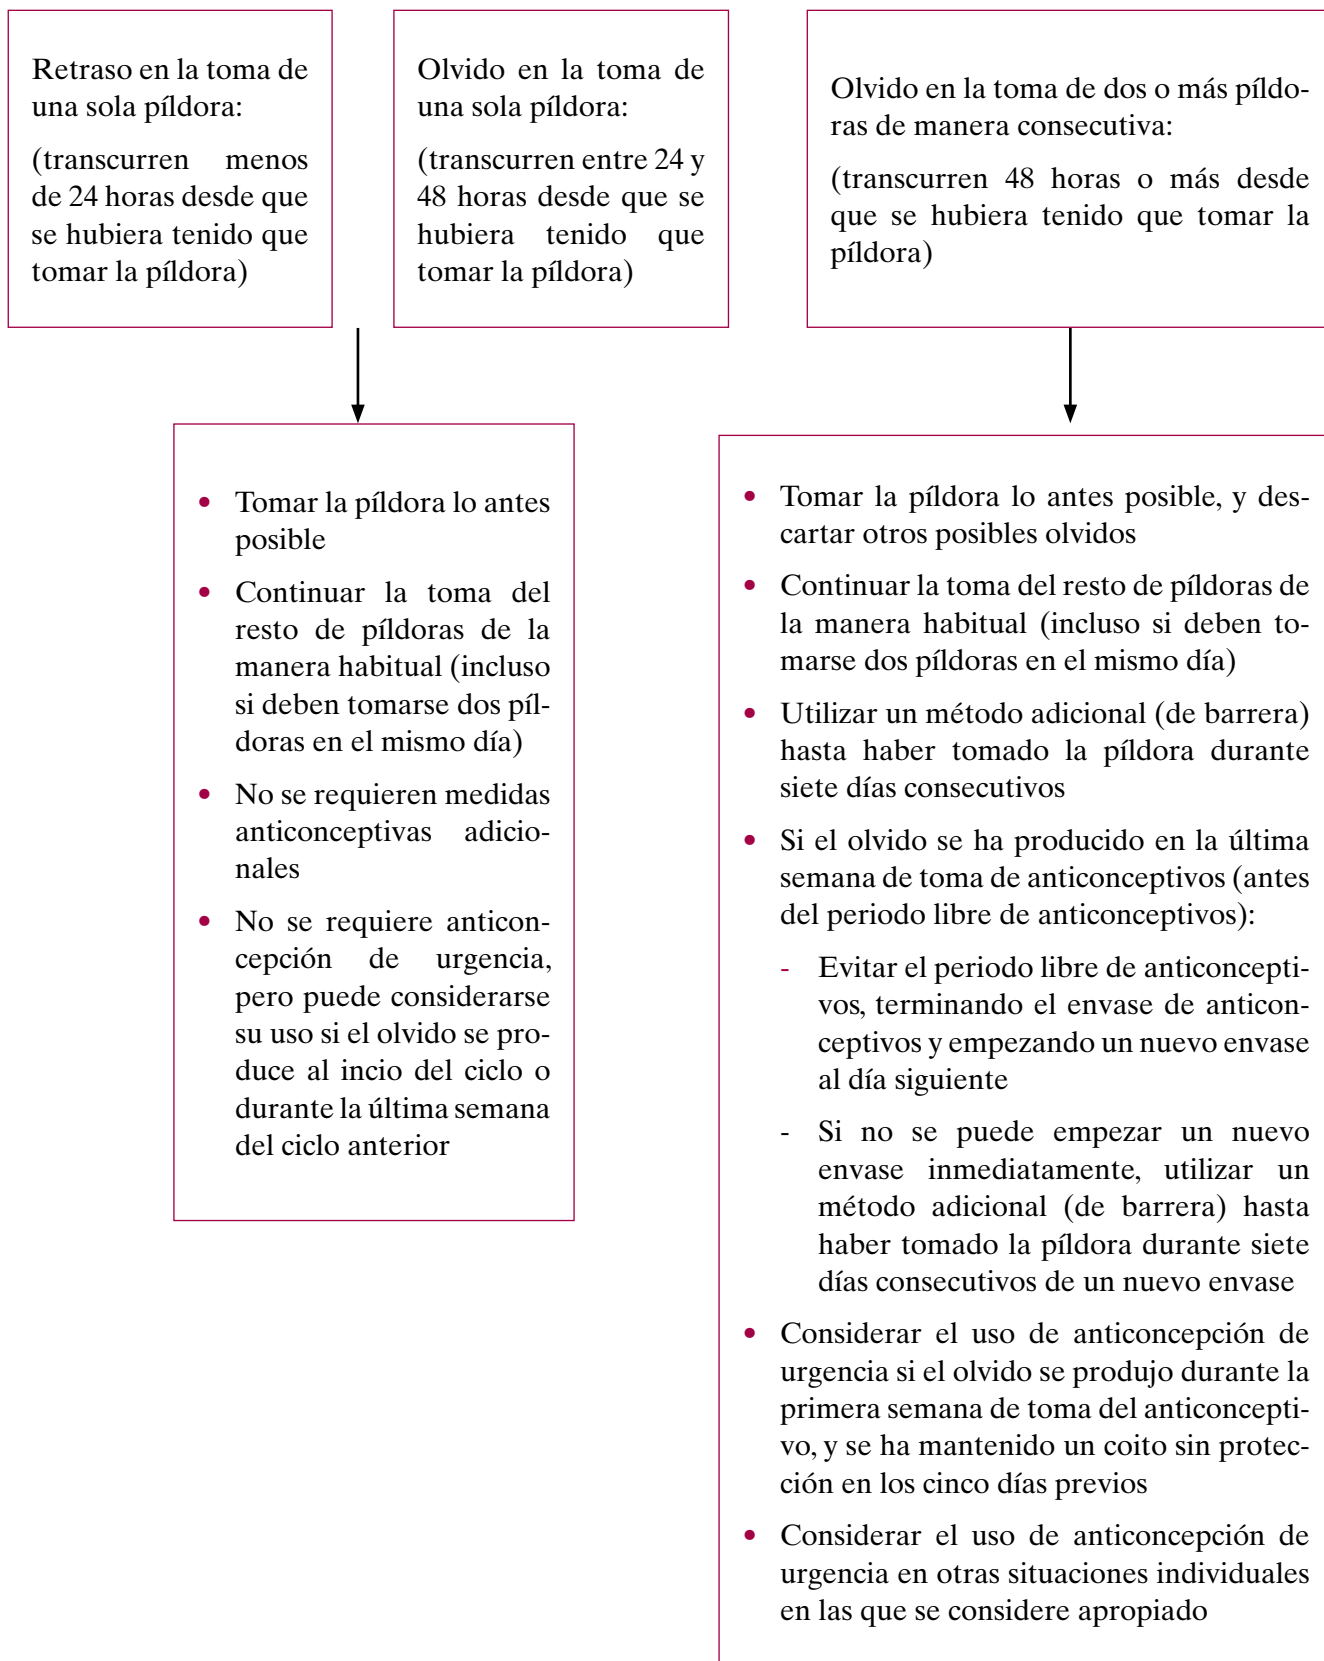 Retraso en la toma de
una sola píldora:
(transcurren menos
de 24 horas desde que
se hubiera tenido que
tomar la píldora)
Olvido en la toma de
una sola píldora:
(transcurren entre 24 y
48 horas desde que se
hubiera tenido que
tomar la píldora)
Olvido en la toma de dos o más píldo-
ras de manera consecutiva:
(transcurren 48 horas o más desde
que se hubiera tenido que tomar la
píldora)
• Tomar la píldora lo antes
posible
• Continuar la toma del
resto de píldoras de la
manera habitual (incluso
si deben tomarse dos píl-
doras en el mismo día)
• No se requieren medidas
anticonceptivas adicio-
nales
• No se requiere anticon-
cepción de urgencia,
pero puede considerarse
su uso si el olvido se pro-
duce al incio del ciclo o
durante la última semana
del ciclo anterior
• Tomar la píldora lo antes posible, y des-
cartar otros posibles olvidos
• Continuar la toma del resto de píldoras de
la manera habitual (incluso si deben to-
marse dos píldoras en el mismo día)
• Utilizar un método adicional (de barrera)
hasta haber tomado la píldora durante
siete días consecutivos
• Si el olvido se ha producido en la última
semana de toma de anticonceptivos (antes
del periodo libre de anticonceptivos):
- Evitar el periodo libre de anticoncepti-
vos, terminando el envase de anticon-
ceptivos y empezando un nuevo envase
al día siguiente
- Si no se puede empezar un nuevo
envase inmediatamente, utilizar un
método adicional (de barrera) hasta
haber tomado la píldora durante siete
días consecutivos de un nuevo envase
• Considerar el uso de anticoncepción de
urgencia si el olvido se produjo durante la
primera semana de toma del anticoncepti-
vo, y se ha mantenido un coito sin protec-
ción en los cinco días previos
• Considerar el uso de anticoncepción de
urgencia en otras situaciones individuales
en las que se considere apropiado